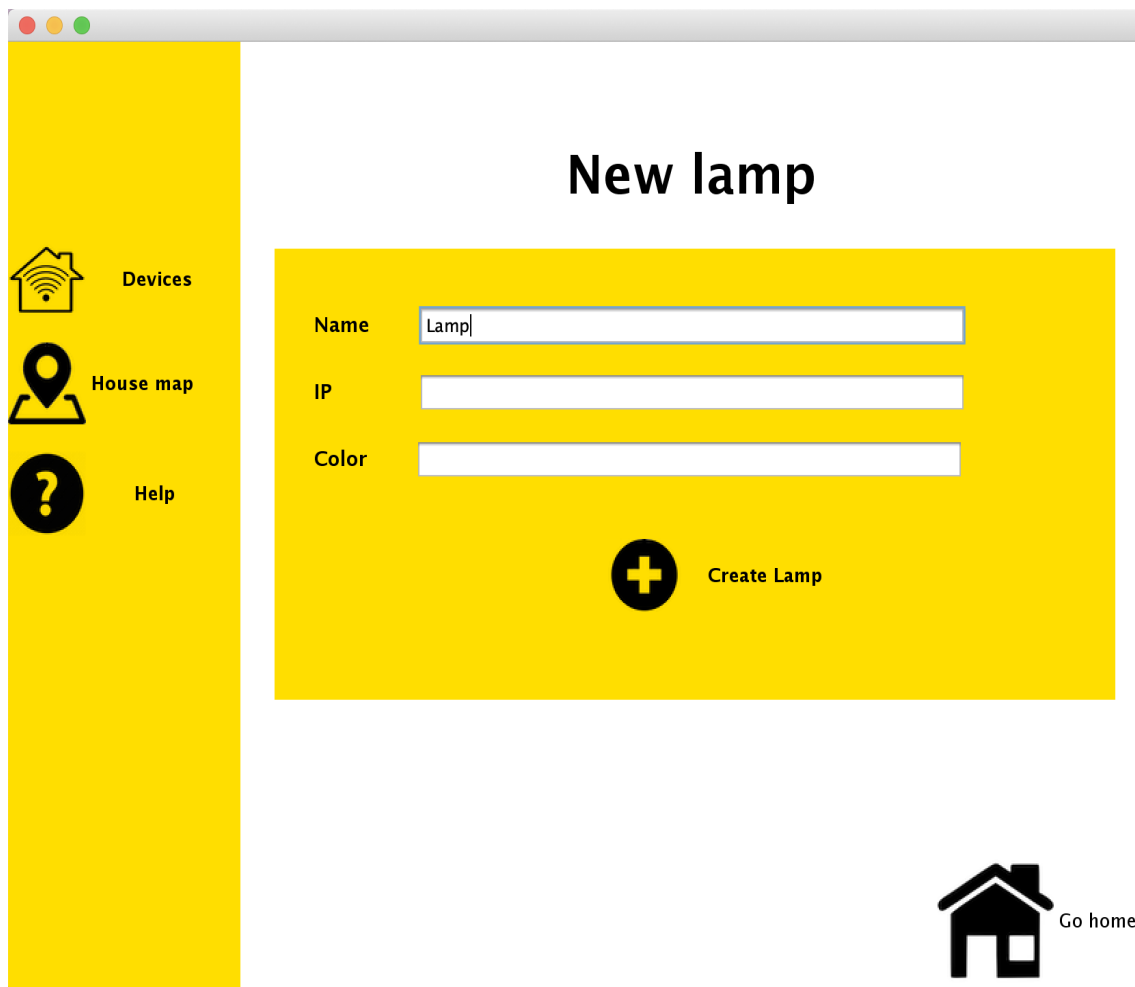 New lamp
Devices
House map
Help
Name
Lamp
IP
Color
Create Lamp
Go home